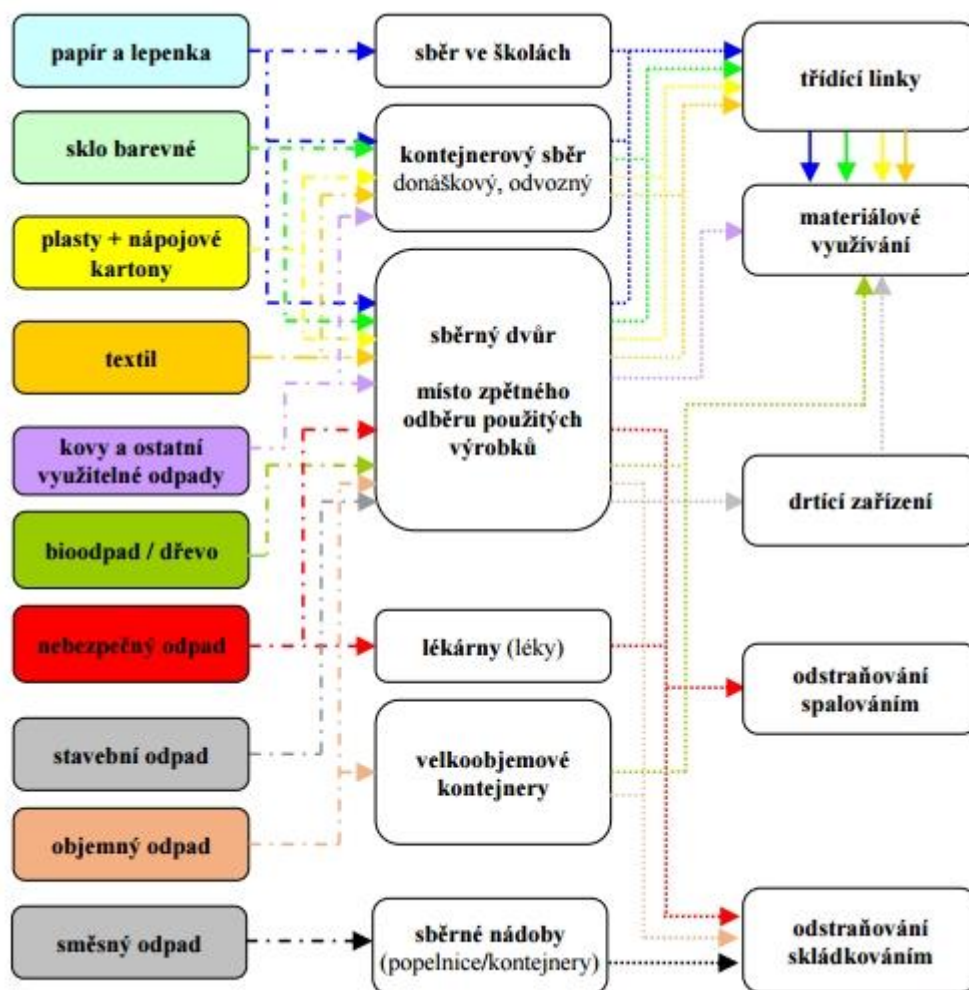 papír a lepenka
sklo barevné
plasty + nápojové
kartony
textil
kovy a ostatní
využitelné odpady
bioodpad / dřevo
nebezpečný odpad
stavební odpad
objemný odpad
směsný odpad
sběr ve školách
kontejnerový sběr
donáškový, odvozný
sběrný dvůr
místo zpětného
odběru použitých
výrobků
lékárny (léky)
velkoobjemové
kontejnery
sběrné nádoby
(popelnice/kontejnery)
třídící linky
materiálové
využívání
drtící zařízení
odstraňování
spalováním
odstraňování
skládkováním